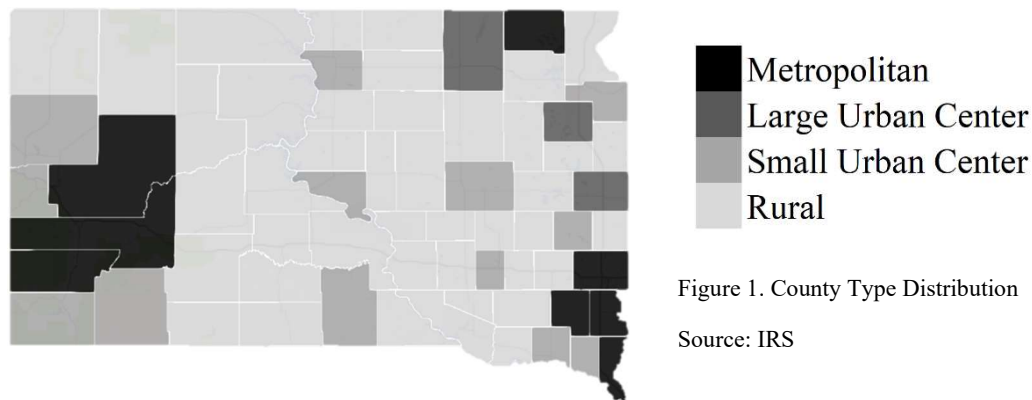 Metropolitan
Large Urban Center
Small Urban Center
Rural
Figure 1. County Type Distribution
Source: IRS